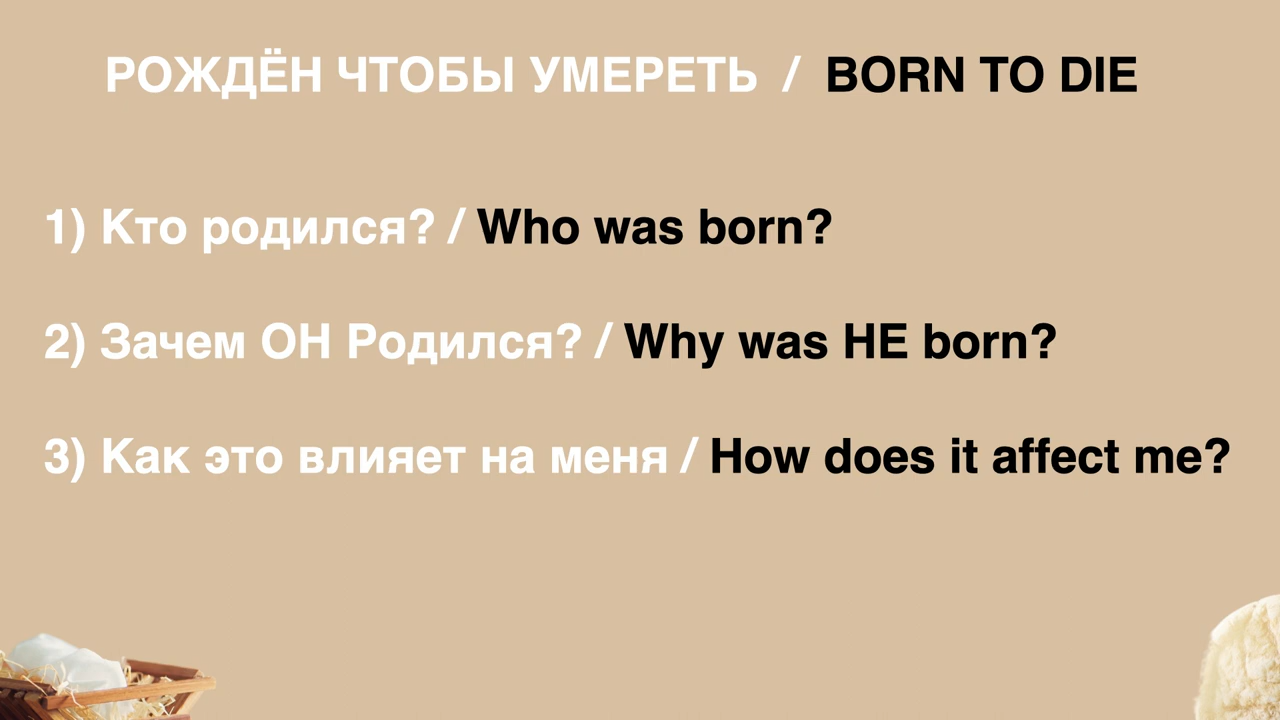 РОЖДЁН ЧТОБЫ УМЕРЕТЬ / BORN TO DIE
1) Кто родился? / Who was born?
2) Зачем ОН Родился? / Why was HE born?
3) Как это влияет на меня / How does it affect me?